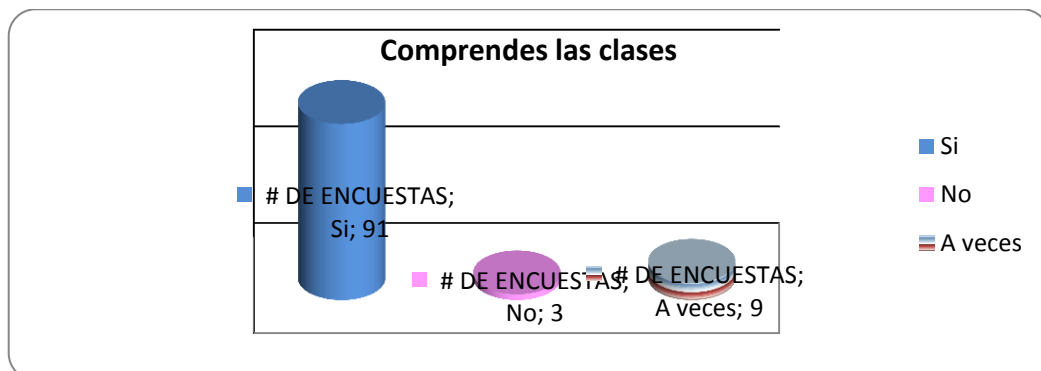 Comprendes las clases
# DE ENCUESTAS;
Si; 91
# DE ENCUESTAS;
No; 3
# DE ENCUESTAS;
A veces; 9
Si
No
A veces